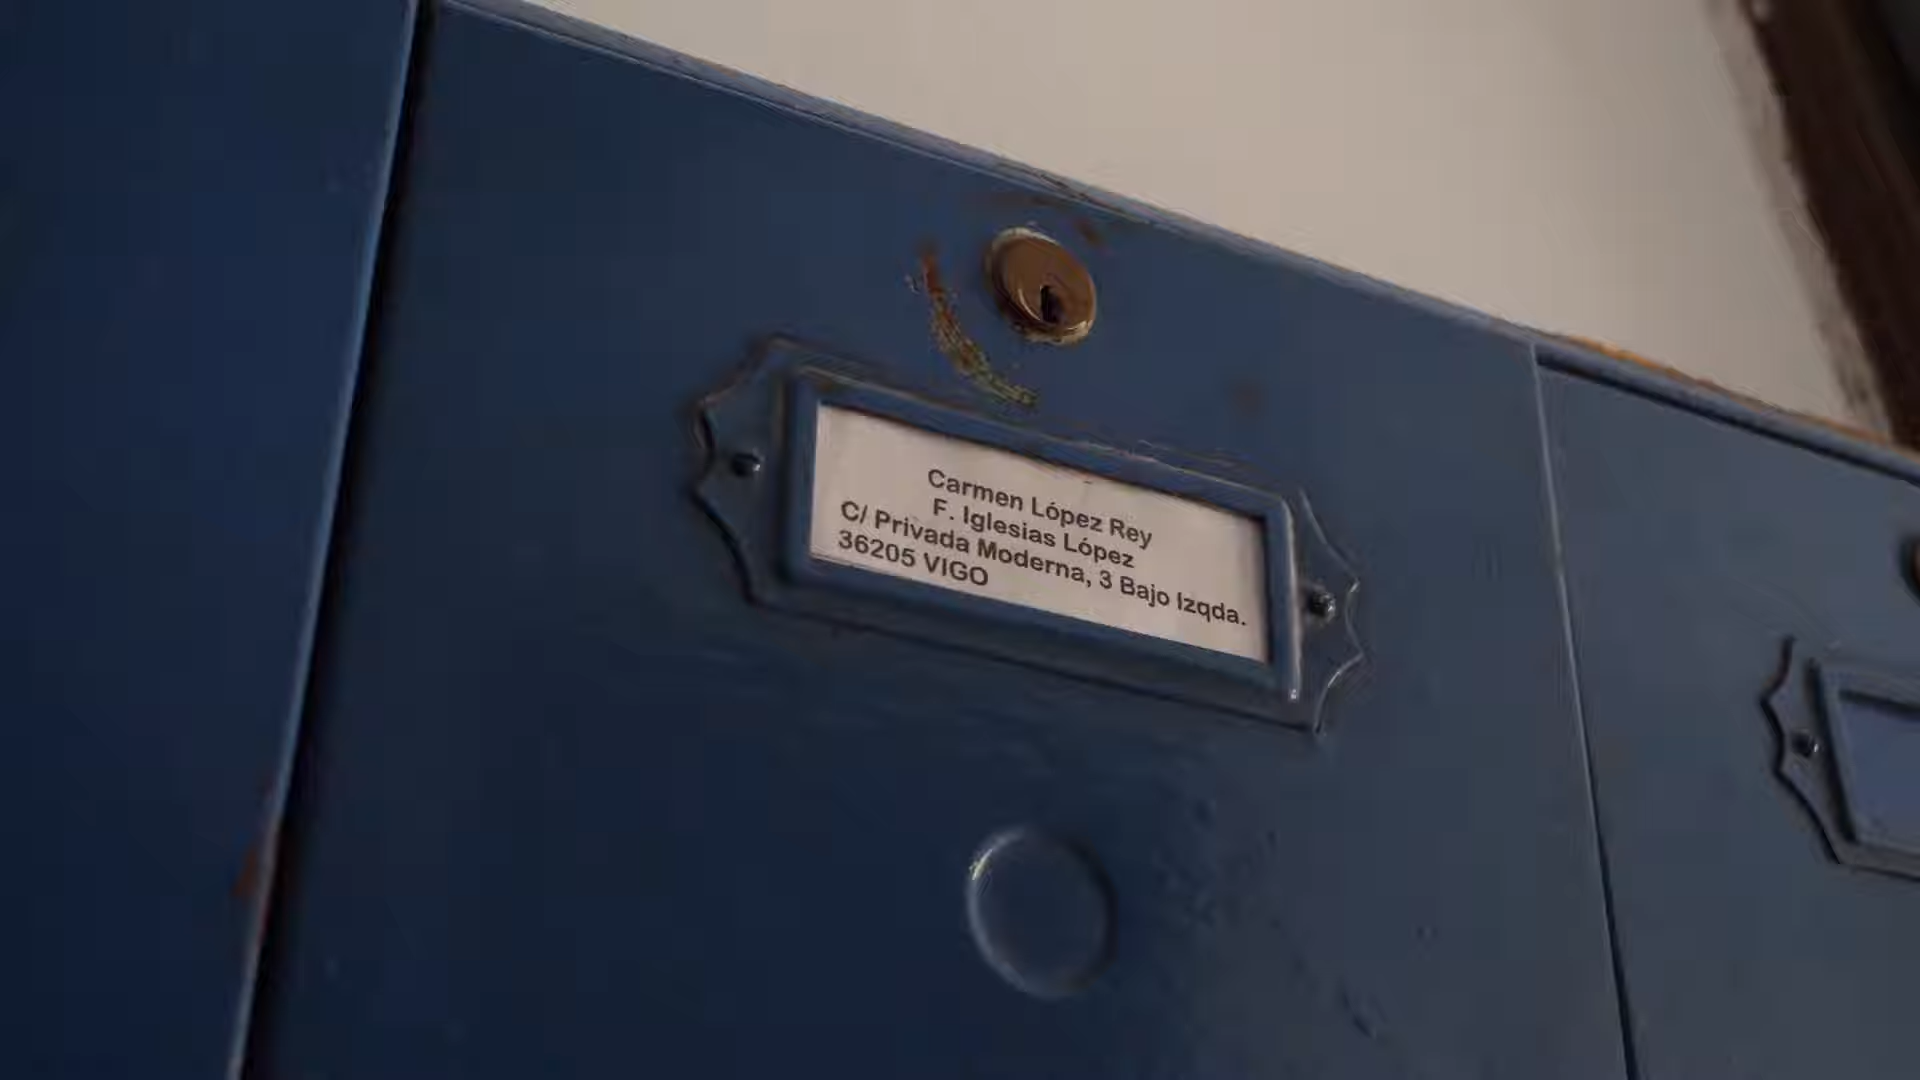 Carmen López Rey
F. Iglesias López
C/ Privada Moderna, 3 Bajo Izqda.
36205 VIGO